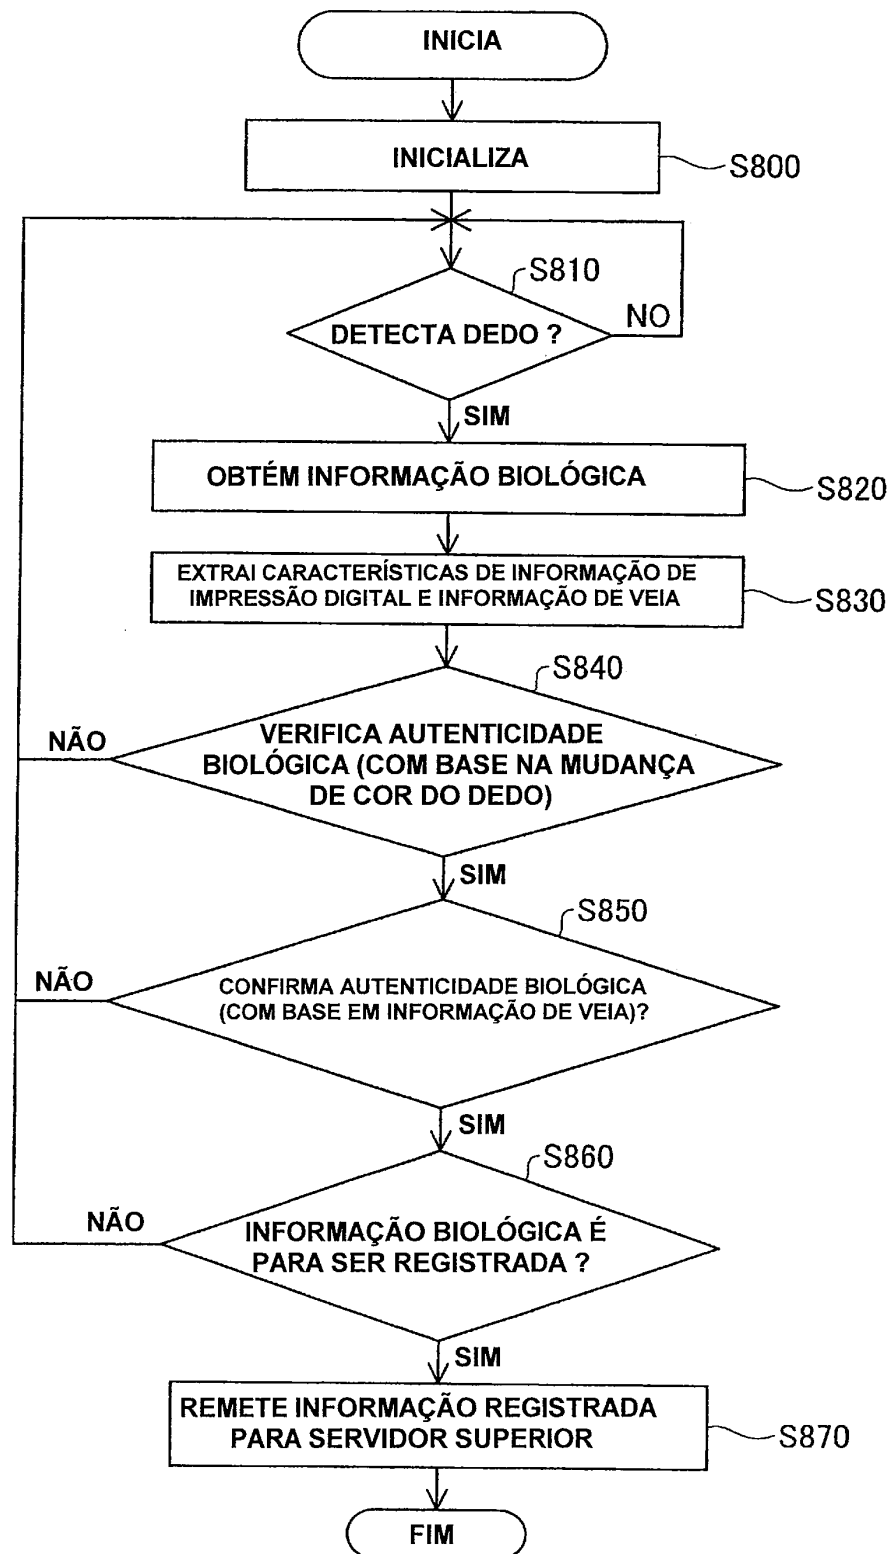 INICIA
INICIALIZA
S800
S810
DETECTA DEDO ?
NO
SIM
OBTÉM INFORMAÇÃO BIOLÓGICA
S820
EXTRAI CARACTERÍSTICAS DE INFORMAÇÃO DE
IMPRESSÃO DIGITAL E INFORMAÇÃO DE VEIA
S830
S840
NÃO
VERIFICA AUTENTICIDADE
BIOLÓGICA (COM BASE NA MUDANÇA
DE COR DO DEDO)
SIM
S850
NÃO
CONFIRMA AUTENTICIDADE BIOLÓGICA
(COM BASE EM INFORMAÇÃO DE VEIA)?
SIM
S860
NÃO
INFORMAÇÃO BIOLÓGICA É
PARA SER REGISTRADA ?
SIM
REMETE INFORMAÇÃO REGISTRADA
PARA SERVIDOR SUPERIOR
S870
FIM